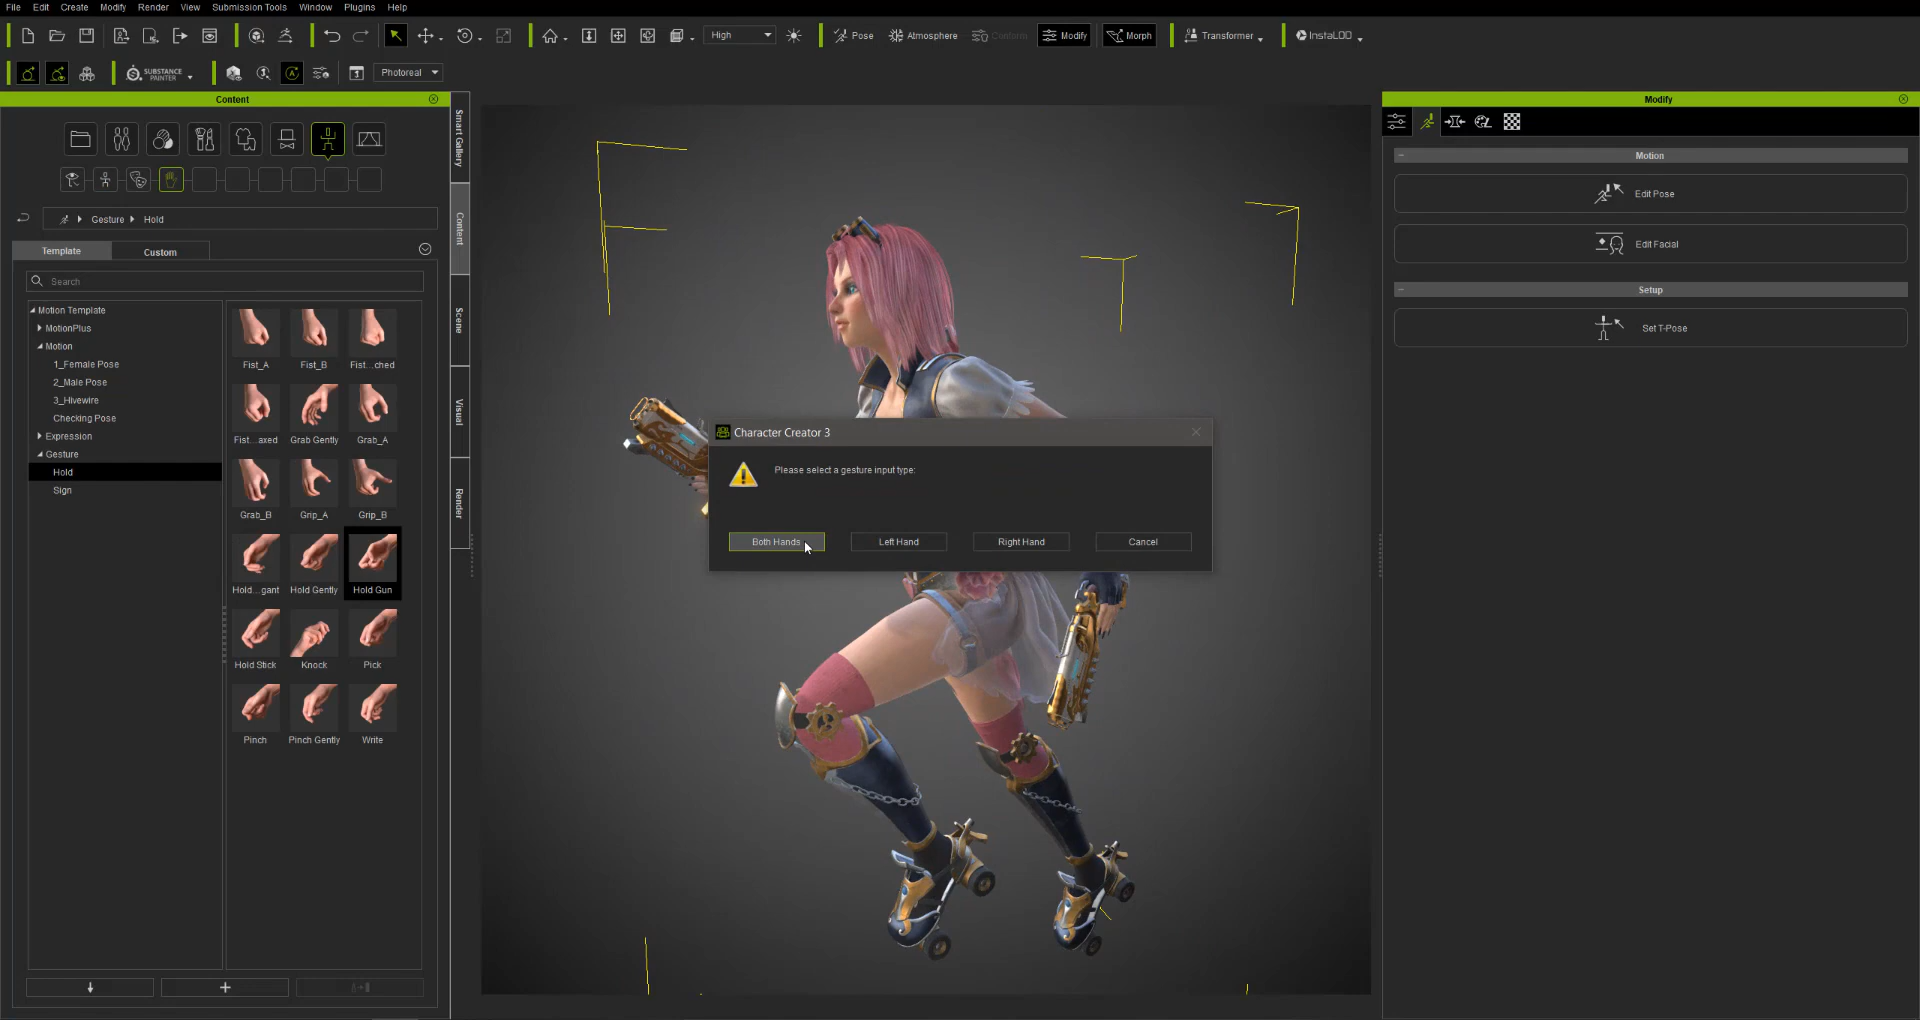 File Edit Create Modify Render View Submission Tools Window Plugins Help
High Pose Atmosphere Conform Modify Morph Transformer InstaLOD
SUBSTANCE PAINTER Photoreal
Content
Smart Gallery
Content
Scene
Visual
Render
Gesture Hold
Template Custom
Search
Motion Template
MotionPlus
Motion
1_Female Pose
2_Male Pose
3_Hivewire
Checking Pose
Expression
Gesture
Hold
Sign
Fist_A Fist_B Fist...ched
Fist...axed Grab Gently Grab_A
Grab_B Grip_A Grip_B
Hold...gant Hold Gently Hold Gun
Hold Stick Knock Pick
Pinch Pinch Gently Write
Character Creator 3
Please select a gesture input type:
Both Hands Left Hand Right Hand Cancel
Modify
Motion
Edit Pose
Edit Facial
Setup
Set T-Pose